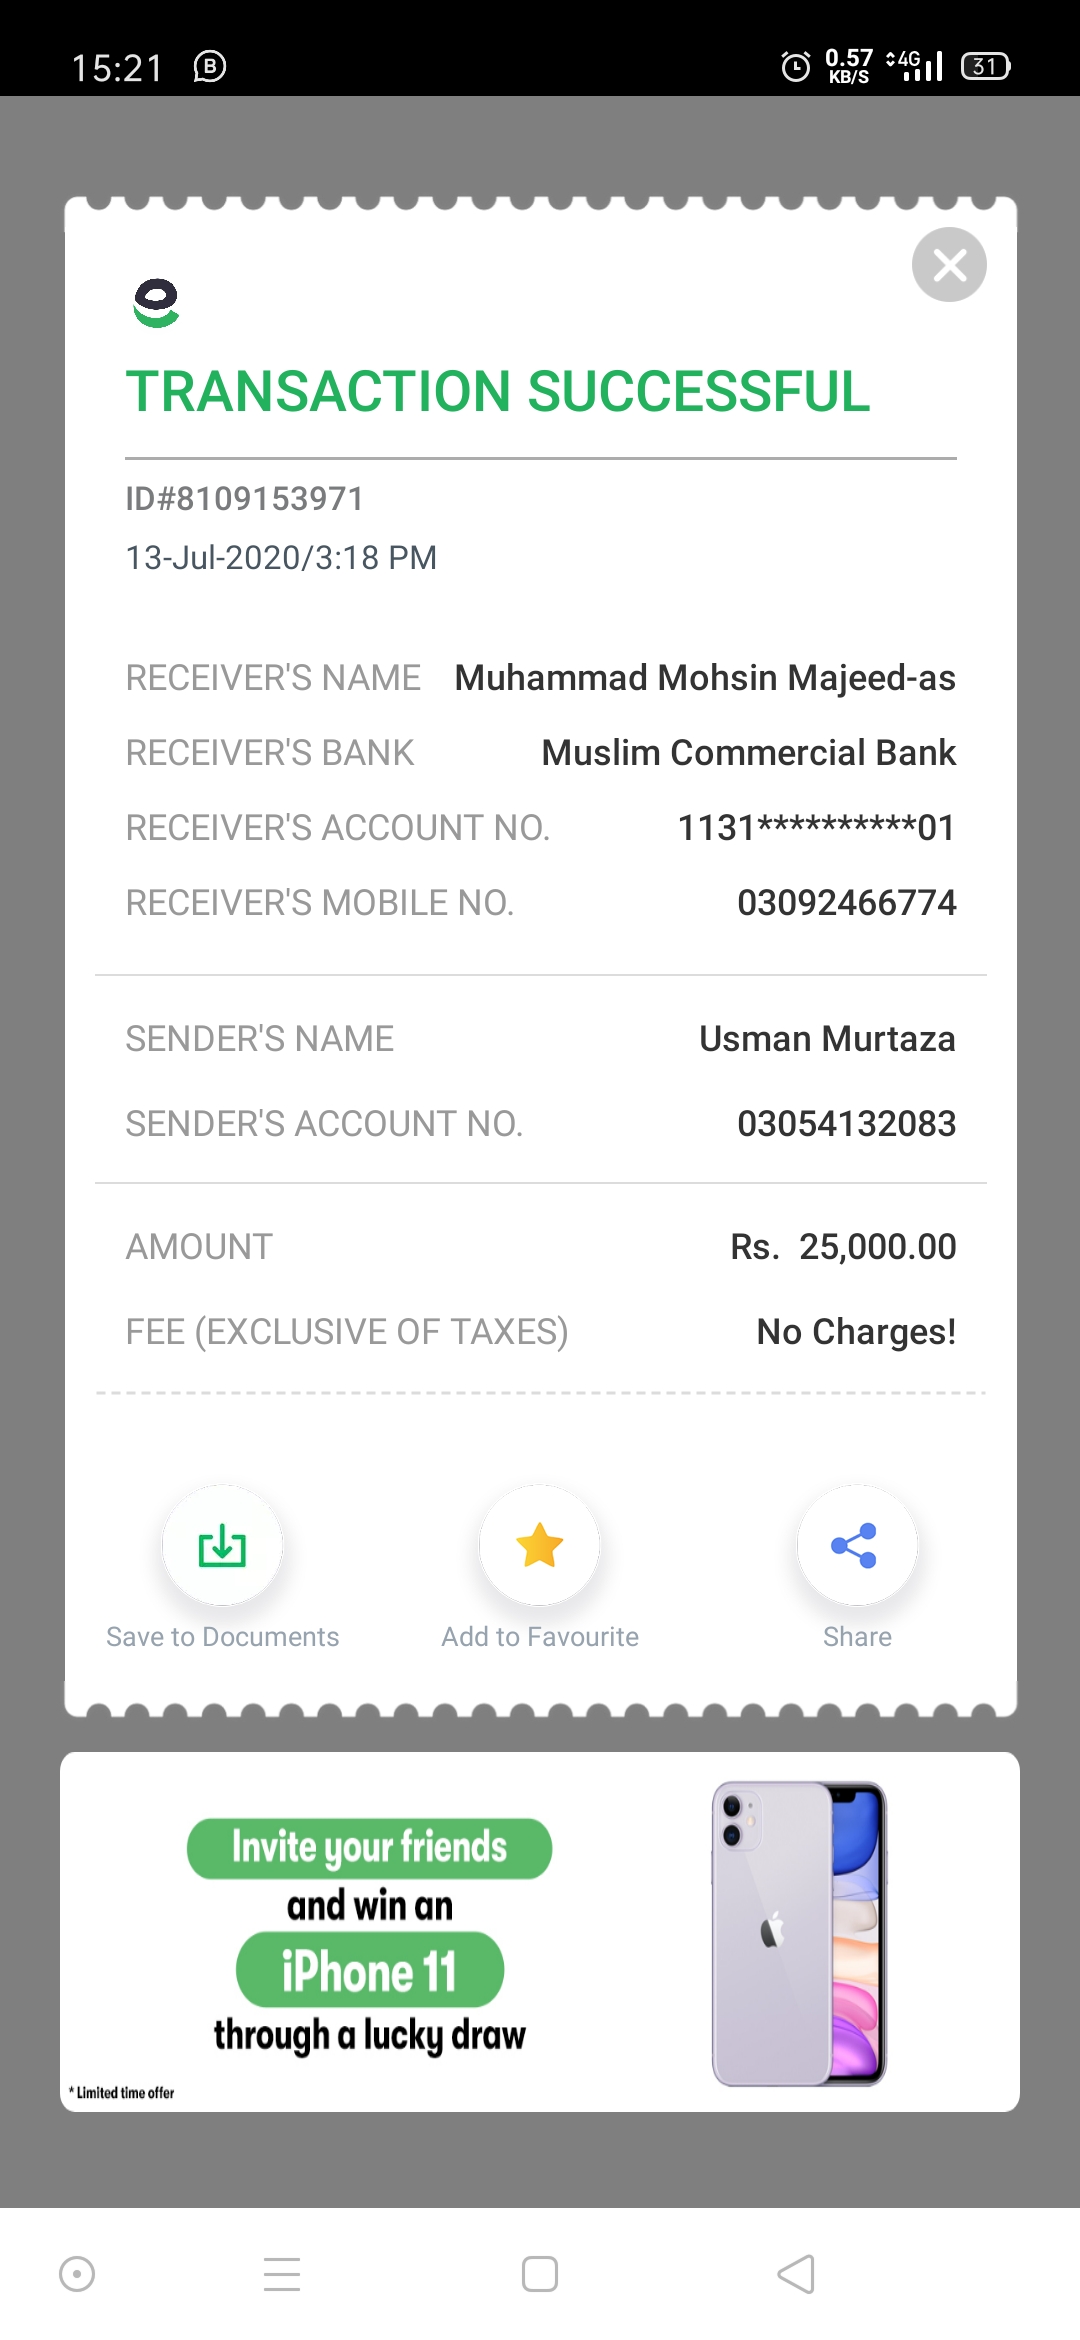 15:21 B 0.57 KB/S 4G 31
e
TRANSACTION SUCCESSFUL
ID#8109153971
13-Jul-2020/3:18 PM
RECEIVER'S NAME Muhammad Mohsin Majeed-as
RECEIVER'S BANK Muslim Commercial Bank
RECEIVER'S ACCOUNT NO. 1131**********01
RECEIVER'S MOBILE NO. 03092466774
SENDER'S NAME Usman Murtaza
SENDER'S ACCOUNT NO. 03054132083
AMOUNT Rs. 25,000.00
FEE (EXCLUSIVE OF TAXES) No Charges!
Save to Documents Add to Favourite Share
Invite your friends
and win an
iPhone 11
through a lucky draw
* Limited time offer